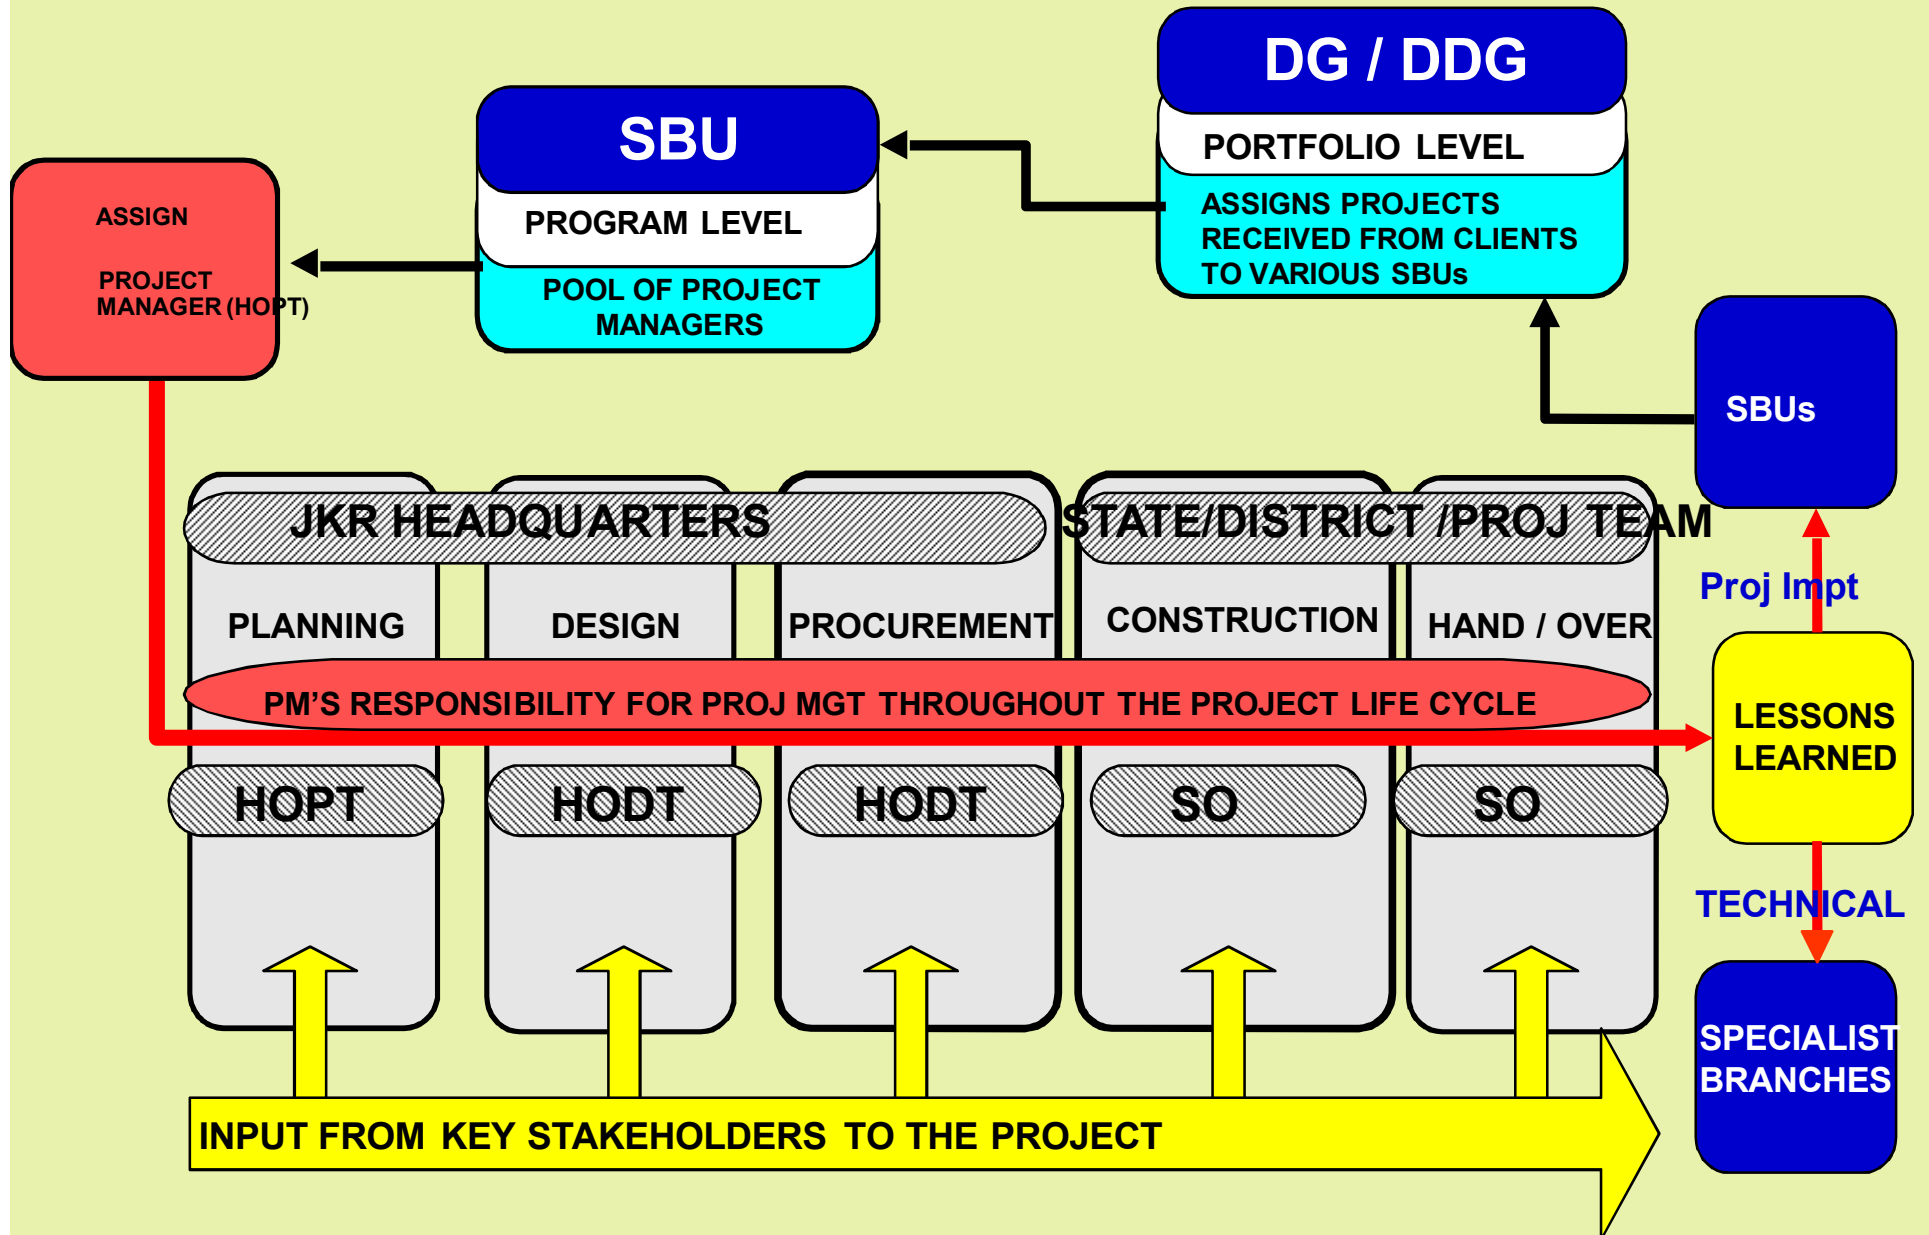 DG / DDG
PORTFOLIO LEVEL
ASSIGNS PROJECTS
RECEIVED FROM CLIENTS
TO VARIOUS SBUs
SBU
PROGRAM LEVEL
POOL OF PROJECT
MANAGERS
ASSIGN
PROJECT
MANAGER (HOPT)
SBUs
JKR HEADQUARTERS
STATE/DISTRICT /PROJ TEAM
PLANNING
DESIGN
PROCUREMENT
CONSTRUCTION
HAND / OVER
PM'S RESPONSIBILITY FOR PROJ MGT THROUGHOUT THE PROJECT LIFE CYCLE
HOPT
HODT
HODT
SO
SO
Proj Impt
LESSONS
LEARNED
TECHNICAL
SPECIALIST
BRANCHES
INPUT FROM KEY STAKEHOLDERS TO THE PROJECT